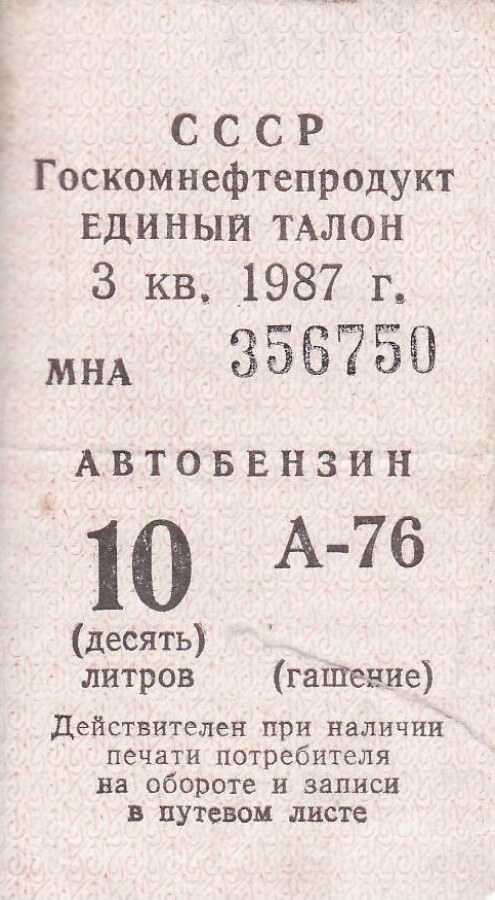 СССР
Госкомнефтепродукт
ЕДИНЫЙ ТАЛОН
3 кв. 1987 г.
МНА 356750
АВТОБЕНЗИН
10 А-76
(десять)
литров (гашение)
Действителен при наличии
печати потребителя
на обороте и записи
в путевом листе